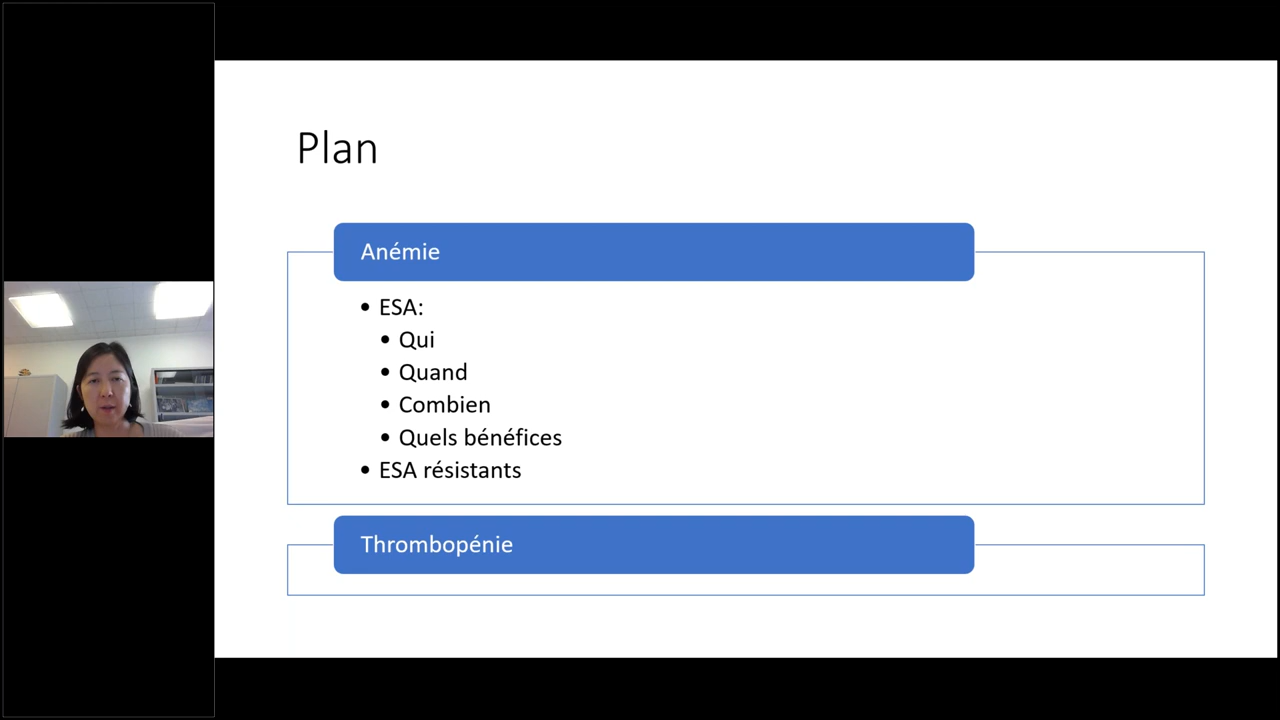 Plan
Anémie
• ESA:
• Qui
• Quand
• Combien
• Quels bénéfices
• ESA résistants
Thrombopénie